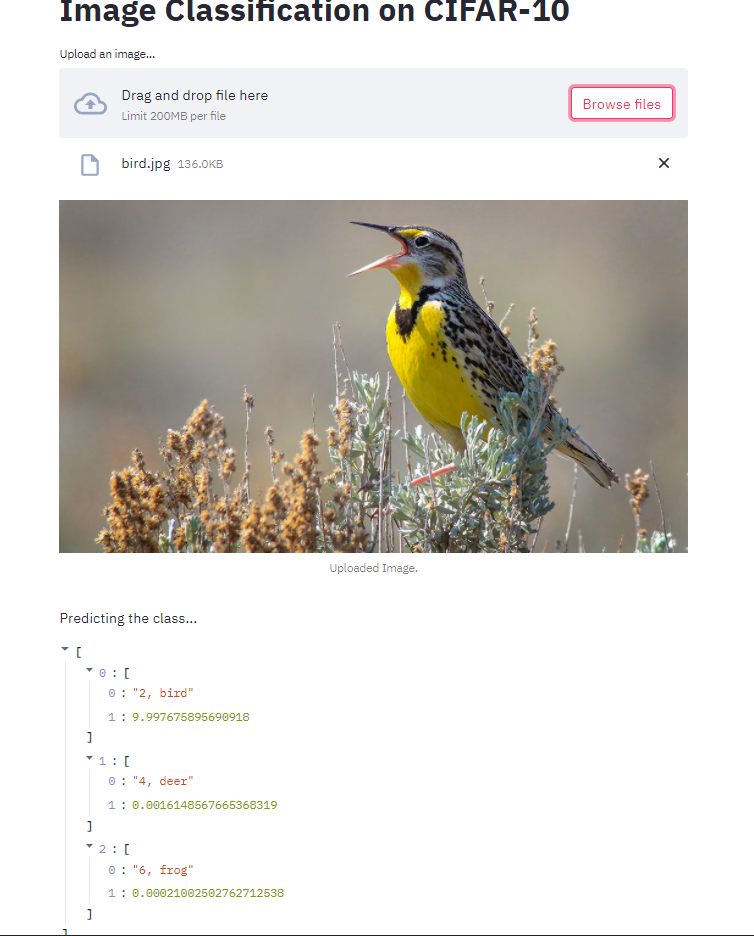 Image Classification on CIFAR-10
Upload an image...
Drag and drop file here
Limit 200MB per file
Browse files
bird.jpg 136.0KB
Uploaded Image.
Predicting the class...
[
0 : [
0 : "2, bird"
1 : 9.997675895690918
]
1 : [
0 : "4, deer"
1 : 0.0016148567665368319
]
2 : [
0 : "6, frog"
1 : 0.00021002502762712538
]
]